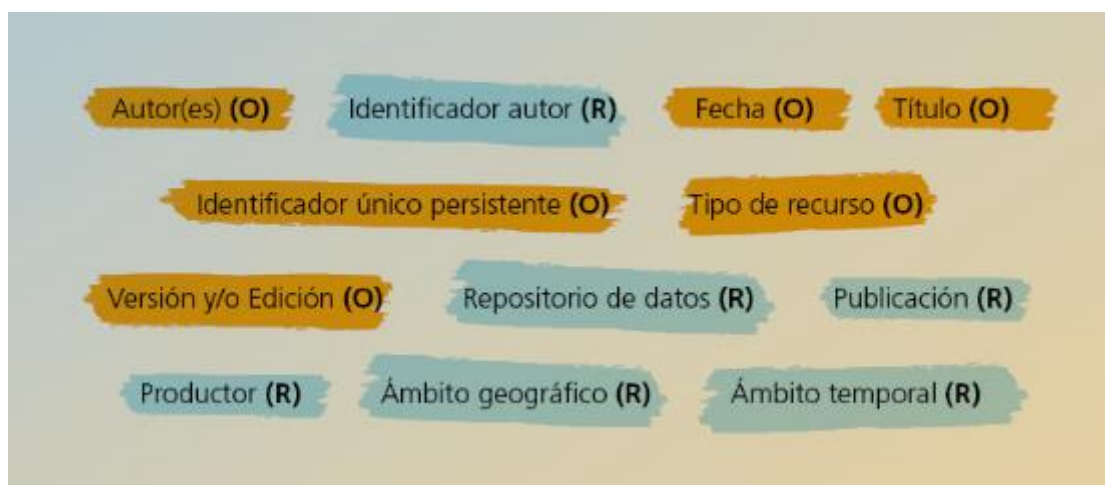 Autor(es) (O) Identificador autor (R) Fecha (O) Título (O)
Identificador único persistente (O) Tipo de recurso (O)
Versión y/o Edición (O) Repositorio de datos (R) Publicación (R)
Productor (R) Ámbito geográfico (R) Ámbito temporal (R)